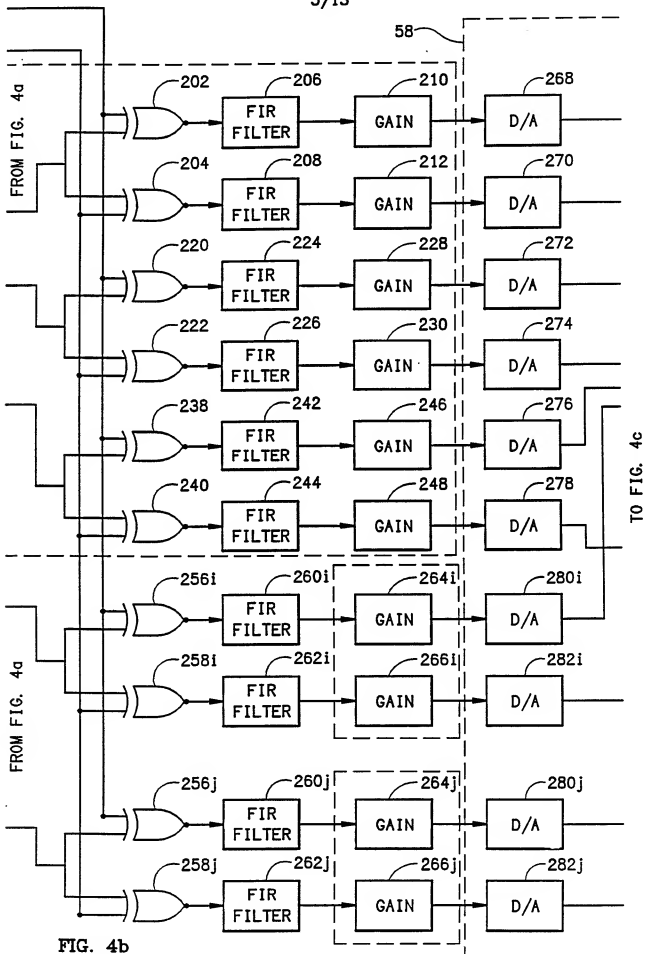 3/13
58
202
206
210
268
FIR
FILTER
GAIN
D/A
204
208
212
270
FIR
FILTER
GAIN
D/A
220
224
228
272
FIR
FILTER
GAIN
D/A
222
226
230
274
FIR
FILTER
GAIN
D/A
238
242
246
276
FIR
FILTER
GAIN
D/A
240
244
248
278
FIR
FILTER
GAIN
D/A
256i
260i
264i
280i
FIR
FILTER
GAIN
D/A
258i
262i
266i
282i
FIR
FILTER
GAIN
D/A
256j
260j
264j
280j
FIR
FILTER
GAIN
D/A
258j
262j
266j
282j
FIR
FILTER
GAIN
D/A
FROM FIG. 4a
FROM FIG. 4a
TO FIG. 4c
FIG. 4b